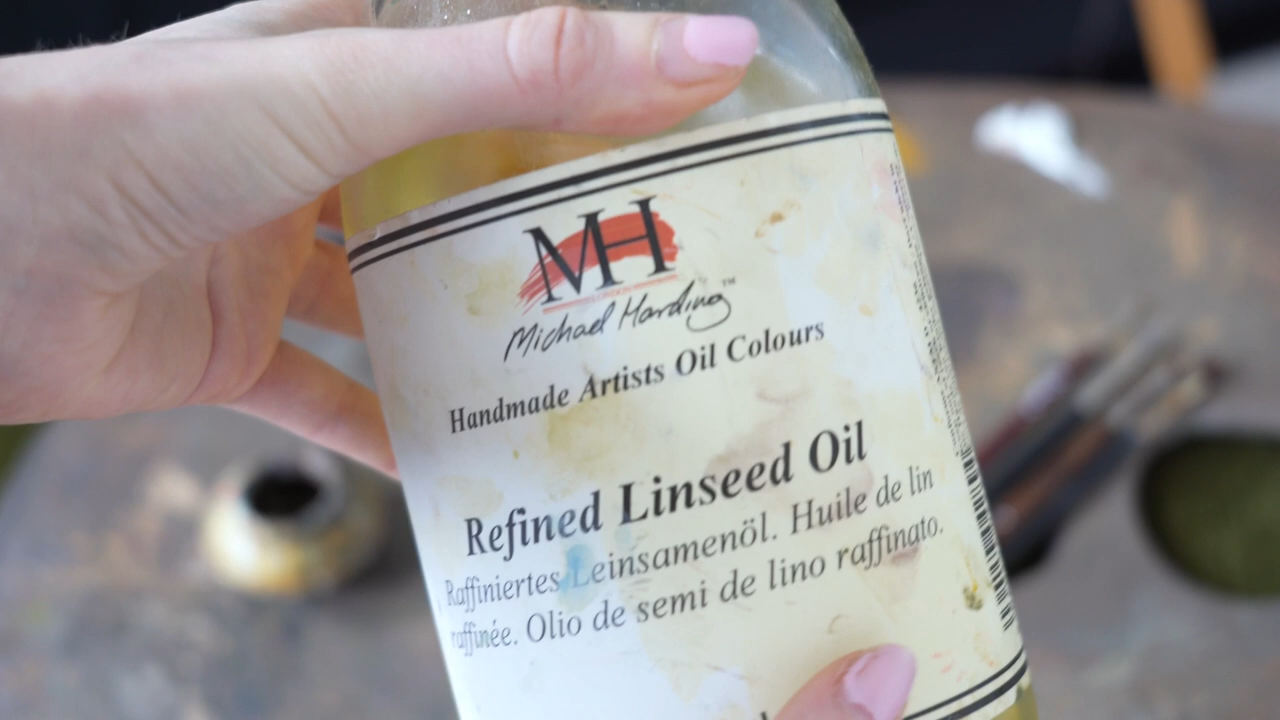 MH
Michael Harding™
Handmade Artists Oil Colours
Refined Linseed Oil
Raffiniertes Leinsamenöl. Huile de lin
raffinée. Olio de semi de lino raffinato.